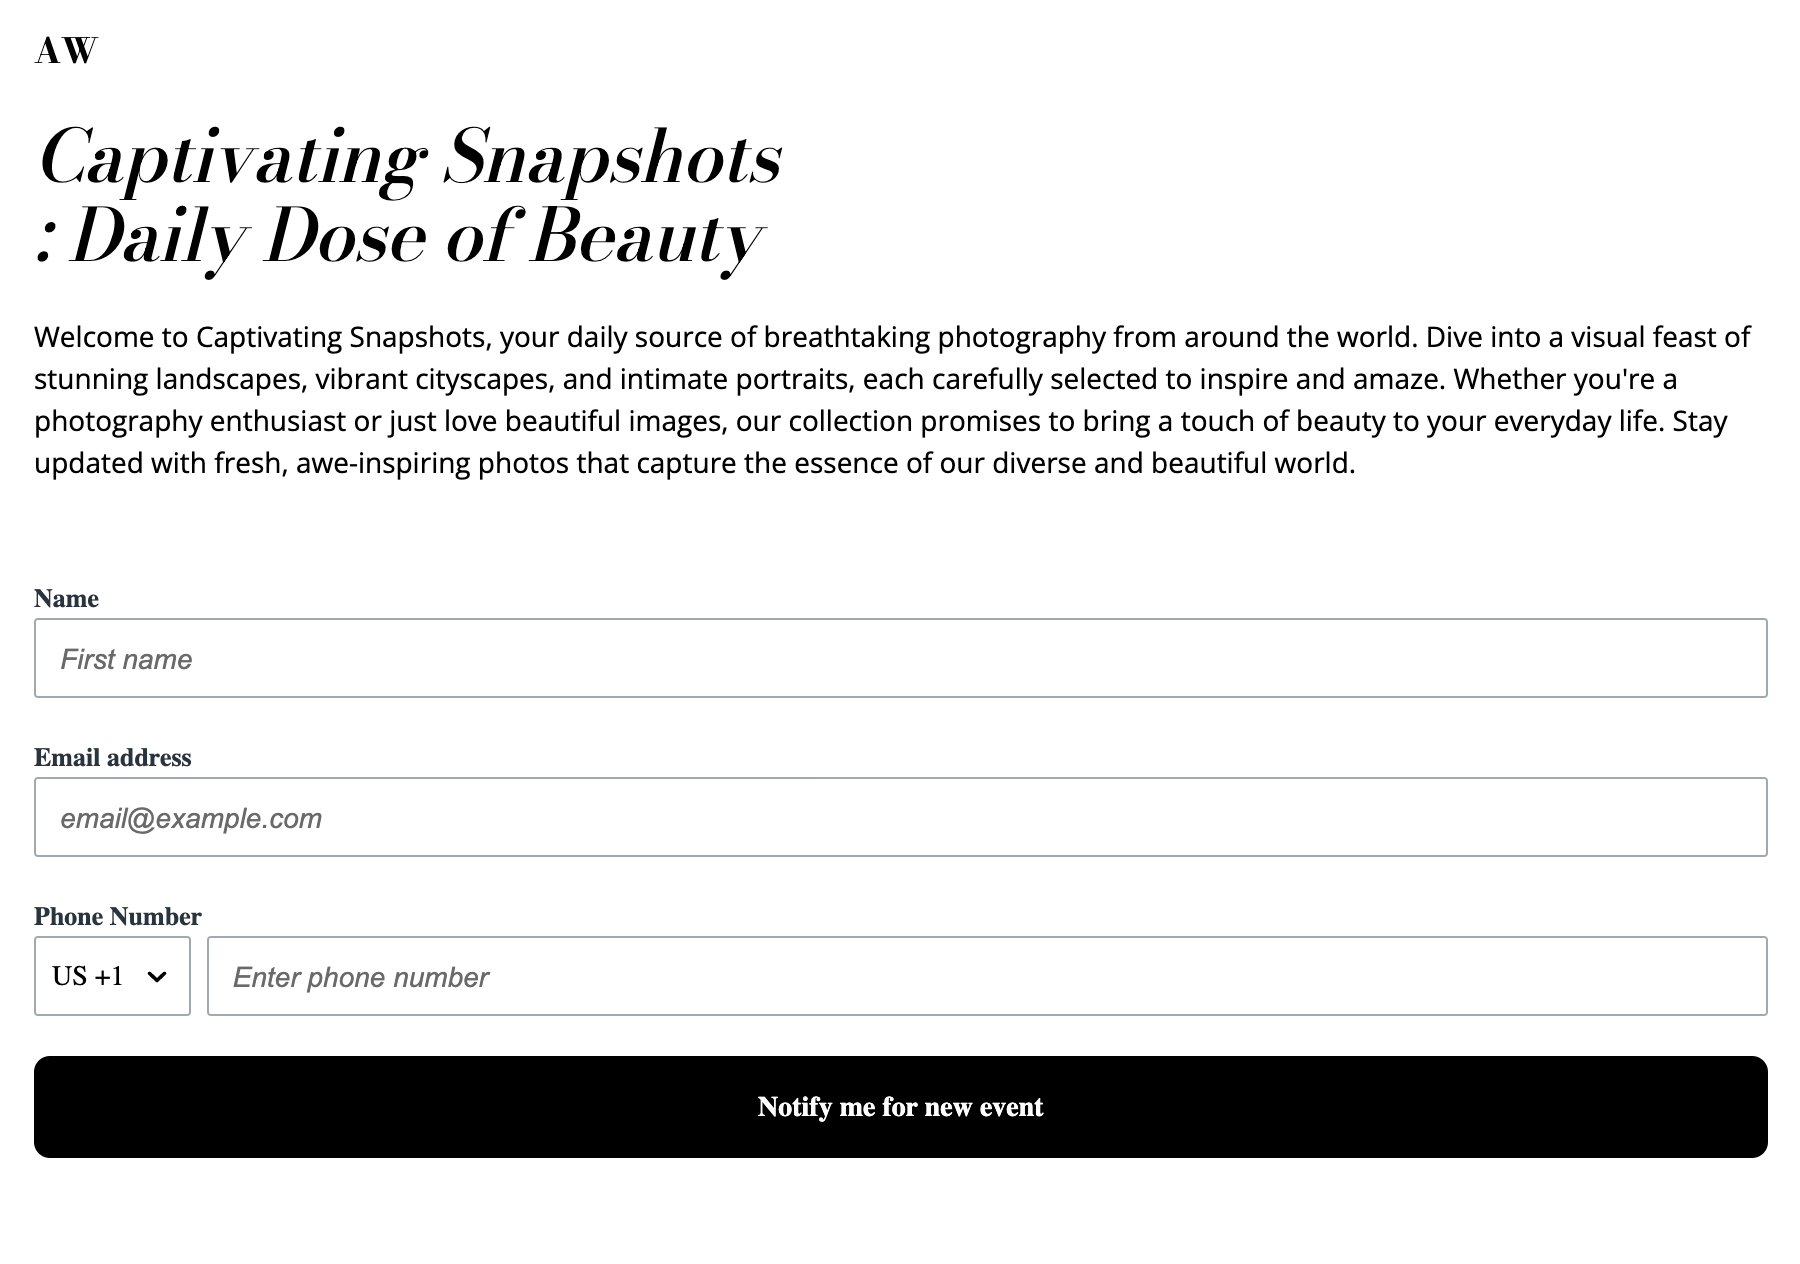 AW
Captivating Snapshots
: Daily Dose of Beauty
Welcome to Captivating Snapshots, your daily source of breathtaking photography from around the world. Dive into a visual feast of
stunning landscapes, vibrant cityscapes, and intimate portraits, each carefully selected to inspire and amaze. Whether you're a
photography enthusiast or just love beautiful images, our collection promises to bring a touch of beauty to your everyday life. Stay
updated with fresh, awe-inspiring photos that capture the essence of our diverse and beautiful world.
Name
First name
Email address
email@example.com
Phone Number
US +1 Enter phone number
Notify me for new event